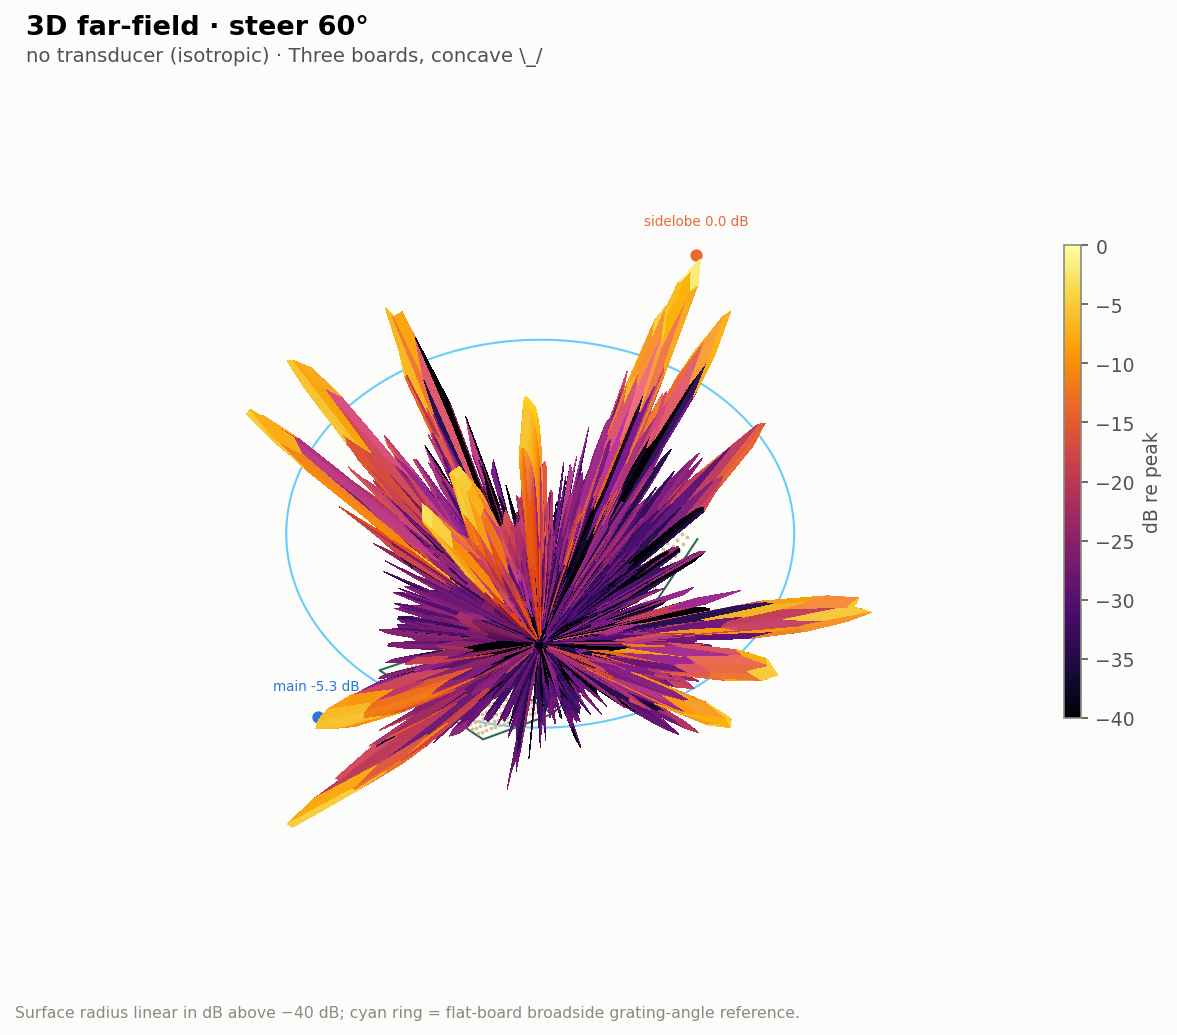 3D far-field · steer 60°
no transducer (isotropic) · Three boards, concave \_/
sidelobe 0.0 dB
main -5.3 dB
0
−5
−10
−15
−20
−25
−30
−35
−40
dB re peak
Surface radius linear in dB above −40 dB; cyan ring = flat-board broadside grating-angle reference.